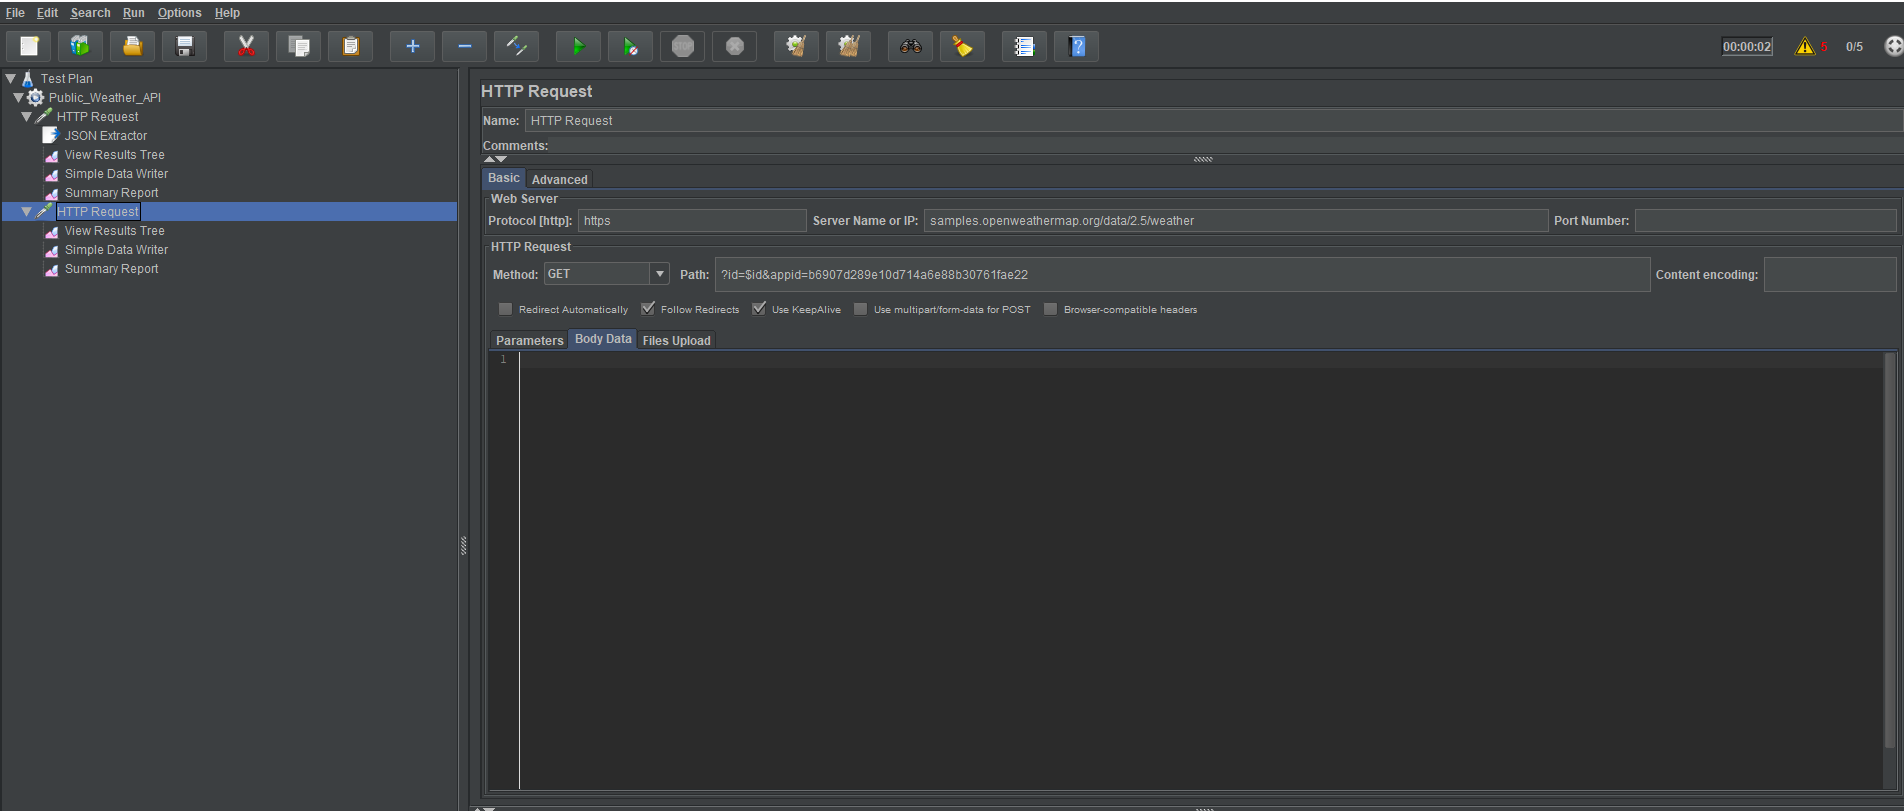 File Edit Search Run Options Help
STOP
00:00:02 5 0/5
Test Plan
Public_Weather_API
HTTP Request
JSON Extractor
View Results Tree
Simple Data Writer
Summary Report
HTTP Request
View Results Tree
Simple Data Writer
Summary Report
HTTP Request
Name: HTTP Request
Comments:
Basic Advanced
Web Server
Protocol [http]: https Server Name or IP: samples.openweathermap.org/data/2.5/weather Port Number:
HTTP Request
Method: GET Path: ?id=$id&appid=b6907d289e10d714a6e88b30761fae22 Content encoding:
Redirect Automatically Follow Redirects Use KeepAlive Use multipart/form-data for POST Browser-compatible headers
Parameters Body Data Files Upload
1